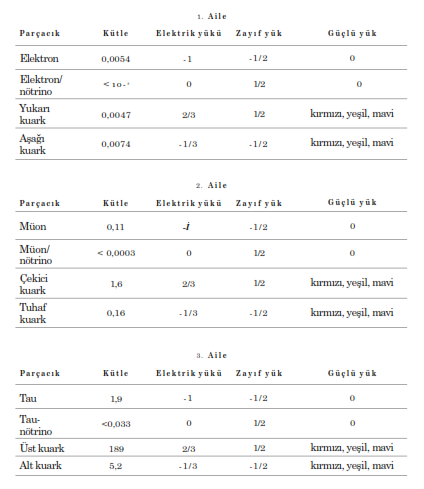 1. Aile
Parçacık Kütle Elektrik yükü Zayıf yük Güçlü yük
Elektron 0,0054 -1 -1/2 0
Elektron/
nötrino < 10 0 1/2 0
Yukarı
kuark 0,0047 2/3 1/2 kırmızı, yeşil, mavi
Aşağı
kuark 0,0074 -1/3 -1/2 kırmızı, yeşil, mavi
2. Aile
Parçacık Kütle Elektrik yükü Zayıf yük Güçlü yük
Müon 0,11 -İ -1/2 0
Müon/
nötrino < 0,0003 0 1/2 0
Çekici
kuark 1,6 2/3 1/2 kırmızı, yeşil, mavi
Tuhaf
kuark 0,16 -1/3 -1/2 kırmızı, yeşil, mavi
3. Aile
Parçacık Kütle Elektrik yükü Zayıf yük Güçlü yük
Tau 1,9 -1 -1/2 0
Tau-
nötrino <0,033 0 1/2 0
Üst kuark 189 2/3 1/2 kırmızı, yeşil, mavi
Alt kuark 5,2 -1/3 -1/2 kırmızı, yeşil, mavi